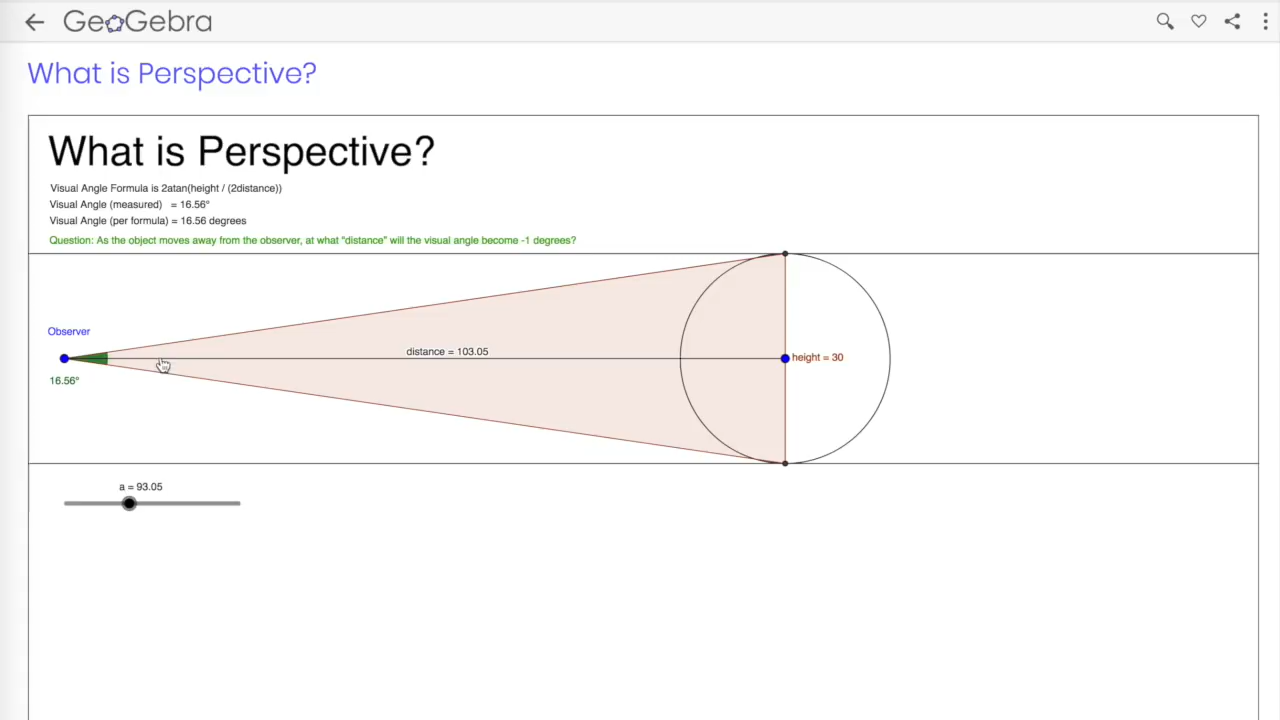 GeoGebra
What is Perspective?
What is Perspective?
Visual Angle Formula is 2atan(height / (2distance))
Visual Angle (measured) = 16.56°
Visual Angle (per formula) = 16.56 degrees
Question: As the object moves away from the observer, at what "distance" will the visual angle become -1 degrees?
Observer
distance = 103.05
height = 30
16.56°
a = 93.05